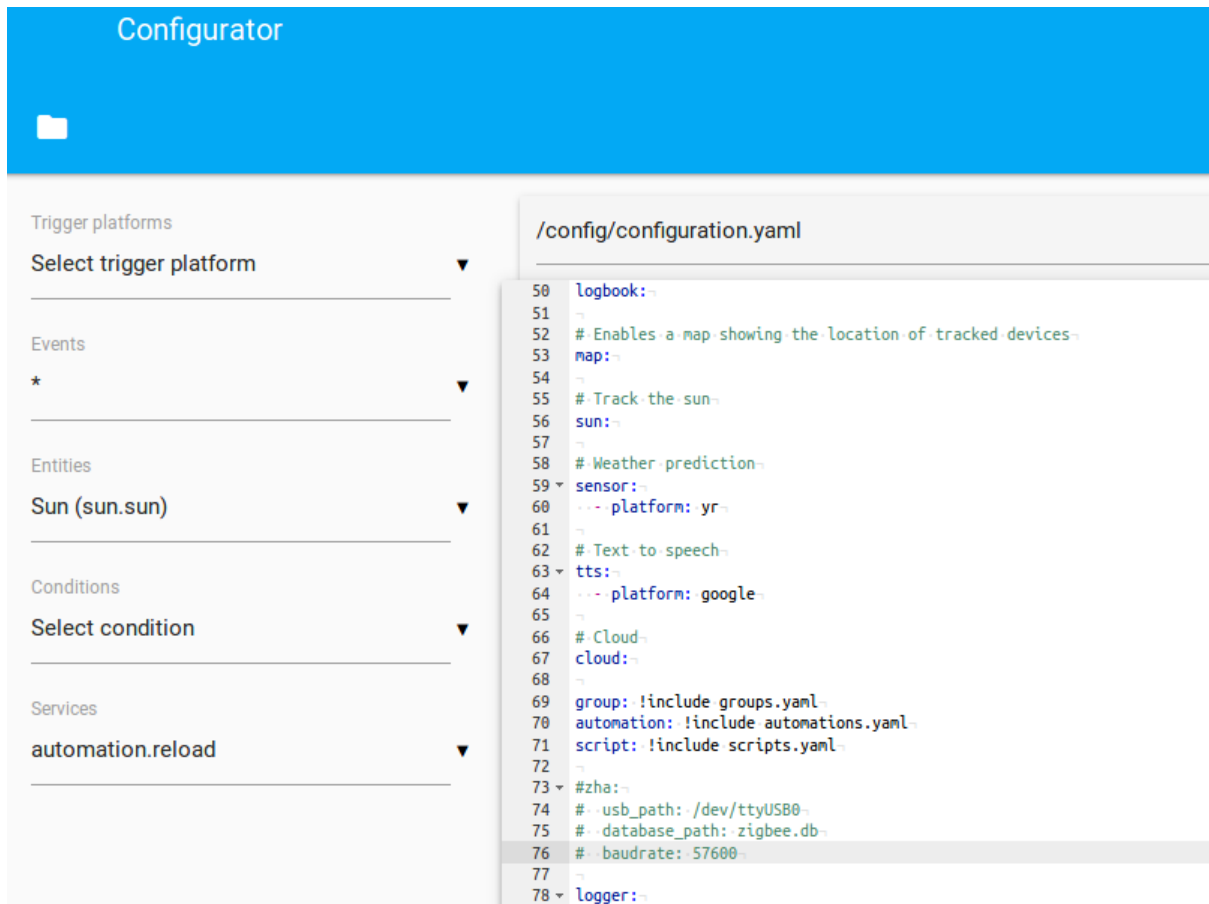 Configurator
Trigger platforms
Select trigger platform ▼
Events
* ▼
Entities
Sun (sun.sun) ▼
Conditions
Select condition ▼
Services
automation.reload ▼
/config/configuration.yaml
50 logbook:
51
52 # Enables a map showing the location of tracked devices
53 map:
54
55 # Track the sun
56 sun:
57
58 # Weather prediction
59 sensor:
60   - platform: yr
61
62 # Text to speech
63 tts:
64   - platform: google
65
66 # Cloud
67 cloud:
68
69 group: !include groups.yaml
70 automation: !include automations.yaml
71 script: !include scripts.yaml
72
73 #zha:
74 #  usb_path: /dev/ttyUSB0
75 #  database_path: zigbee.db
76 #  baudrate: 57600
77
78 logger: